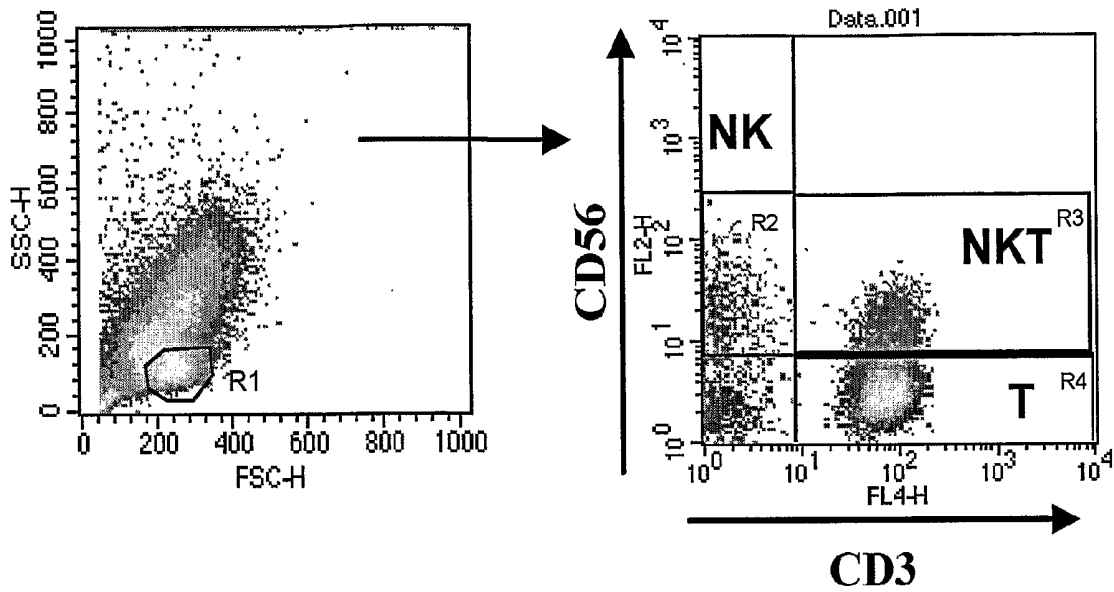 1000
800
600
400
200
0
SSC-H
R1
0 200 400 600 800 1000
FSC-H
Data.001
10^4
10^3
10^2
10^1
10^0
CD56
FL2-H
NK
R2
NKT
R3
T
R4
10^0 10^1 10^2 10^3 10^4
FL4-H
CD3